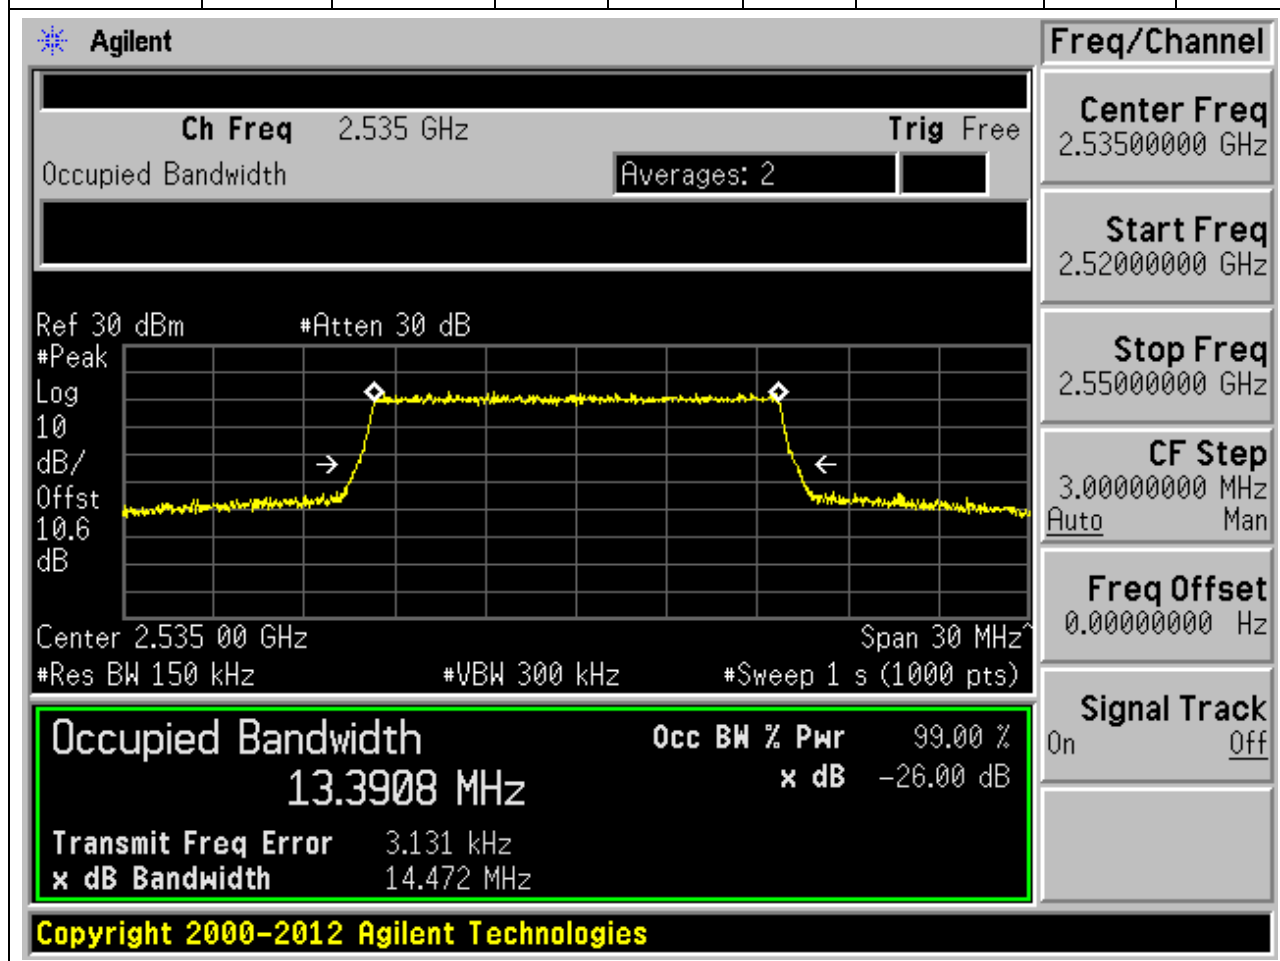 Agilent
Freq/Channel
Ch Freq 2.535 GHz Trig Free
Occupied Bandwidth Averages: 2
Center Freq
2.53500000 GHz
Start Freq
2.52000000 GHz
Stop Freq
2.55000000 GHz
CF Step
3.00000000 MHz
Auto Man
Freq Offset
0.00000000 Hz
Signal Track
On Off
Ref 30 dBm #Atten 30 dB
#Peak
Log
10
dB/
Offst
10.6
dB
Center 2.535 00 GHz Span 30 MHz^
#Res BW 150 kHz #VBW 300 kHz #Sweep 1 s (1000 pts)
Occupied Bandwidth Occ BW % Pwr 99.00 %
13.3908 MHz x dB -26.00 dB
Transmit Freq Error 3.131 kHz
x dB Bandwidth 14.472 MHz
Copyright 2000-2012 Agilent Technologies